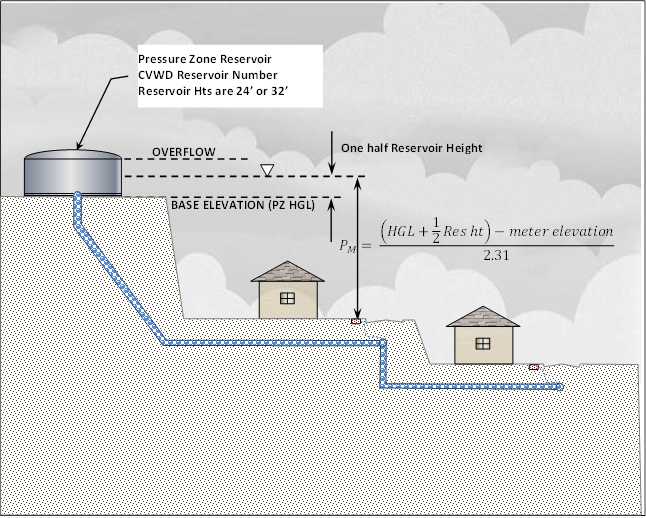 Pressure Zone Reservoir
CVWD Reservoir Number
Reservoir Hts are 24’ or 32’
OVERFLOW
One half Reservoir Height
BASE ELEVATION (PZ HGL)
P_M = ((HGL + 1/2 Res ht) − meter elevation) / 2.31